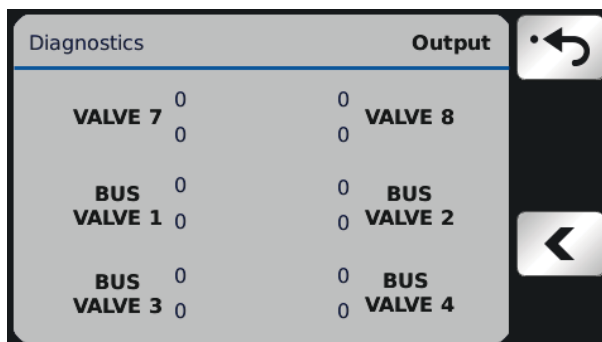 Diagnostics Output
0 0
VALVE 7 VALVE 8
0 0
BUS 0 0 BUS
VALVE 1 0 0 VALVE 2
BUS 0 0 BUS
VALVE 3 0 0 VALVE 4